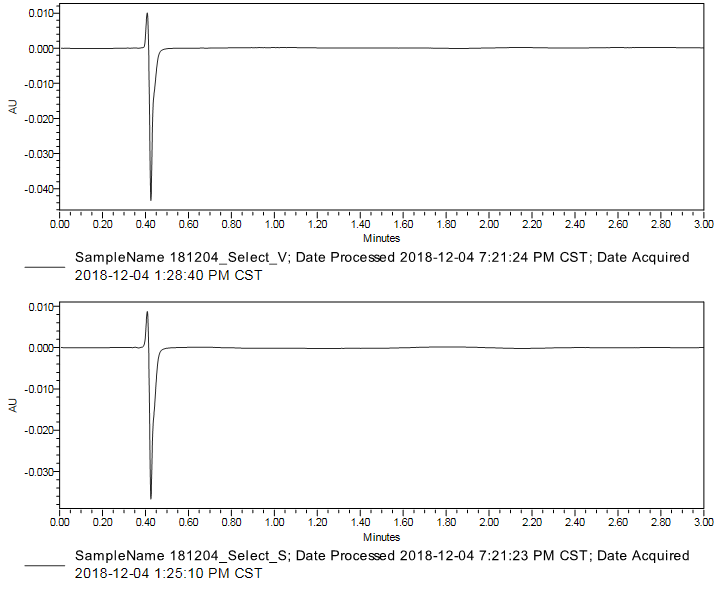 0.010
0.000
-0.010
-0.020
-0.030
-0.040
AU
0.00 0.20 0.40 0.60 0.80 1.00 1.20 1.40 1.60 1.80 2.00 2.20 2.40 2.60 2.80 3.00
Minutes
SampleName 181204_Select_V; Date Processed 2018-12-04 7:21:24 PM CST; Date Acquired
2018-12-04 1:28:40 PM CST
0.010
0.000
-0.010
-0.020
-0.030
AU
0.00 0.20 0.40 0.60 0.80 1.00 1.20 1.40 1.60 1.80 2.00 2.20 2.40 2.60 2.80 3.00
Minutes
SampleName 181204_Select_S; Date Processed 2018-12-04 7:21:23 PM CST; Date Acquired
2018-12-04 1:25:10 PM CST